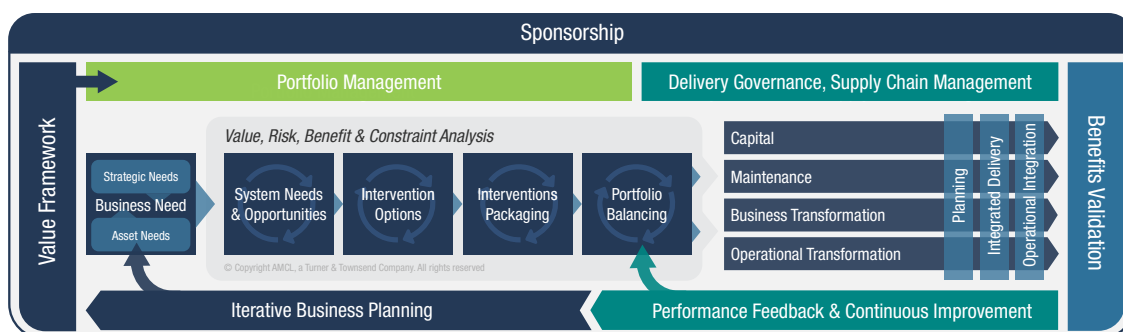 Sponsorship
Value Framework
Portfolio Management
Delivery Governance, Supply Chain Management
Benefits Validation
Value, Risk, Benefit & Constraint Analysis
Strategic Needs
Business Need
Asset Needs
System Needs
& Opportunities
Intervention
Options
Interventions
Packaging
Portfolio
Balancing
Capital
Maintenance
Business Transformation
Operational Transformation
Planning
Integrated Delivery
Operational Integration
© Copyright AMCL, a Turner & Townsend Company. All rights reserved
Iterative Business Planning
Performance Feedback & Continuous Improvement